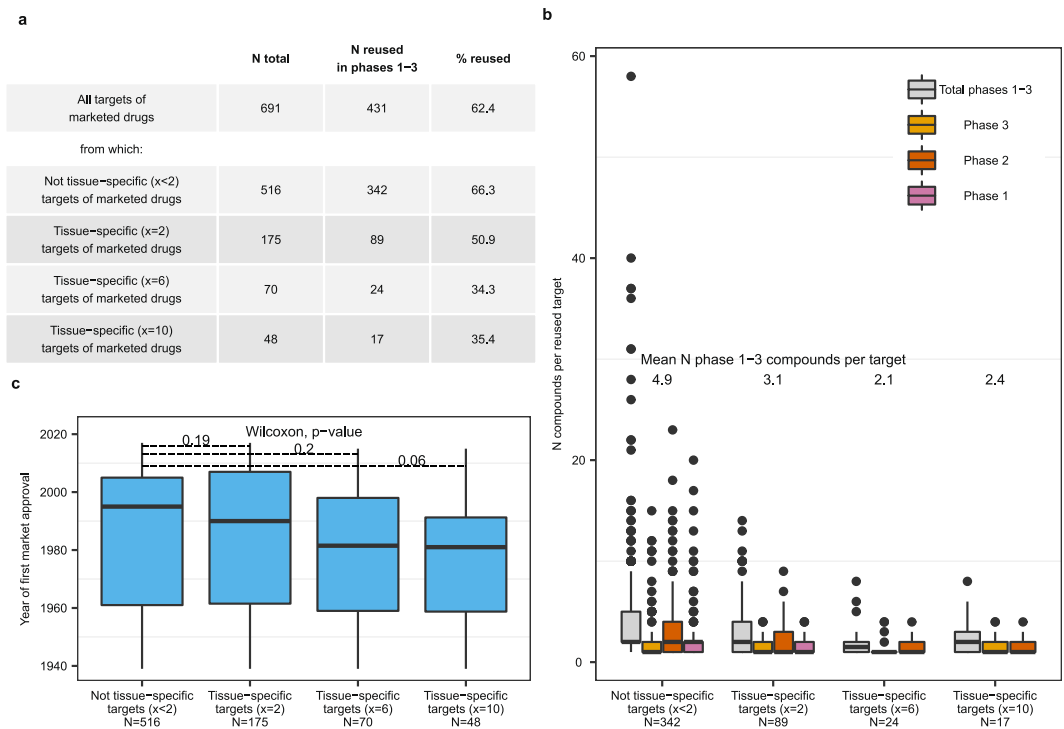 a
N total
N reused
in phases 1−3
% reused
All targets of
marketed drugs
691
431
62.4
from which:
Not tissue−specific (x<2)
targets of marketed drugs
516
342
66.3
Tissue−specific (x=2)
targets of marketed drugs
175
89
50.9
Tissue−specific (x=6)
targets of marketed drugs
70
24
34.3
Tissue−specific (x=10)
targets of marketed drugs
48
17
35.4
b
N compounds per reused target
60
40
20
0
Total phases 1−3
Phase 3
Phase 2
Phase 1
Mean N phase 1−3 compounds per target
4.9
3.1
2.1
2.4
Not tissue−specific
targets (x<2)
N=342
Tissue−specific
targets (x=2)
N=89
Tissue−specific
targets (x=6)
N=24
Tissue−specific
targets (x=10)
N=17
c
Year of first market approval
2020
2000
1980
1960
1940
Wilcoxon, p−value
0.19
0.2
0.06
Not tissue−specific
targets (x<2)
N=516
Tissue−specific
targets (x=2)
N=175
Tissue−specific
targets (x=6)
N=70
Tissue−specific
targets (x=10)
N=48